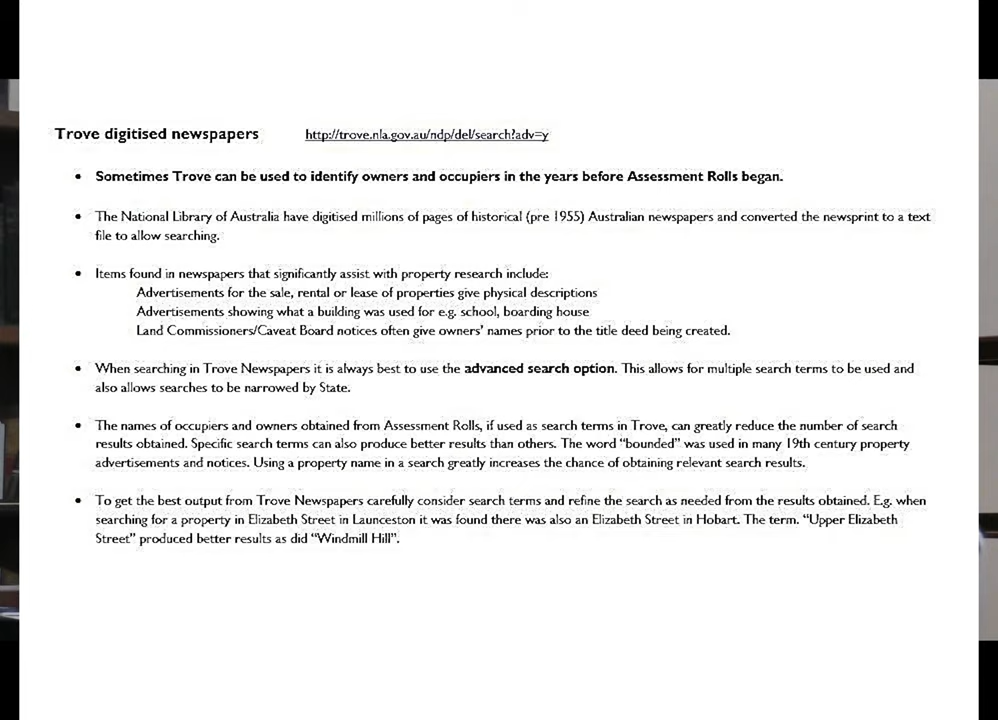 Trove digitised newspapers http://trove.nla.gov.au/ndp/del/search?adv=y
• Sometimes Trove can be used to identify owners and occupiers in the years before Assessment Rolls began.
• The National Library of Australia have digitised millions of pages of historical (pre 1955) Australian newspapers and converted the newsprint to a text
file to allow searching.
• Items found in newspapers that significantly assist with property research include:
Advertisements for the sale, rental or lease of properties give physical descriptions
Advertisements showing what a building was used for e.g. school, boarding house
Land Commissioners/Caveat Board notices often give owners' names prior to the title deed being created.
• When searching in Trove Newspapers it is always best to use the advanced search option. This allows for multiple search terms to be used and
also allows searches to be narrowed by State.
• The names of occupiers and owners obtained from Assessment Rolls, if used as search terms in Trove, can greatly reduce the number of search
results obtained. Specific search terms can also produce better results than others. The word "bounded" was used in many 19th century property
advertisements and notices. Using a property name in a search greatly increases the chance of obtaining relevant search results.
• To get the best output from Trove Newspapers carefully consider search terms and refine the search as needed from the results obtained. E.g. when
searching for a property in Elizabeth Street in Launceston it was found there was also an Elizabeth Street in Hobart. The term. "Upper Elizabeth
Street" produced better results as did "Windmill Hill".